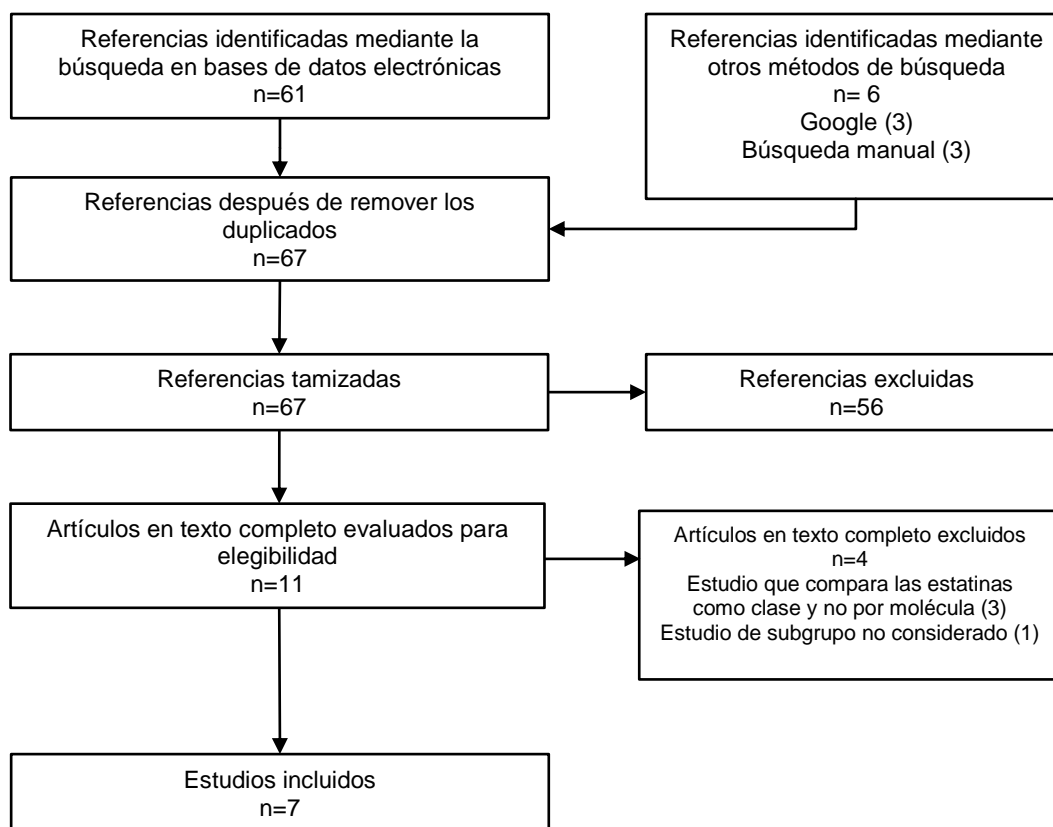 Referencias identificadas mediante la
búsqueda en bases de datos electrónicas
n=61
Referencias identificadas mediante
otros métodos de búsqueda
n= 6
Google (3)
Búsqueda manual (3)
Referencias después de remover los
duplicados
n=67
Referencias tamizadas
n=67
Referencias excluidas
n=56
Artículos en texto completo evaluados para
elegibilidad
n=11
Artículos en texto completo excluidos
n=4
Estudio que compara las estatinas
como clase y no por molécula (3)
Estudio de subgrupo no considerado (1)
Estudios incluidos
n=7